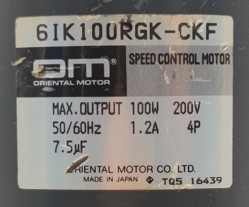 6IK100RGK-CKF
OM
ORIENTAL MOTOR
SPEED CONTROL MOTOR
MAX. OUTPUT 100W 200V
50/60Hz 1.2A 4P
7.5μF
ORIENTAL MOTOR CO. LTD.
MADE IN JAPAN TQ5 16439